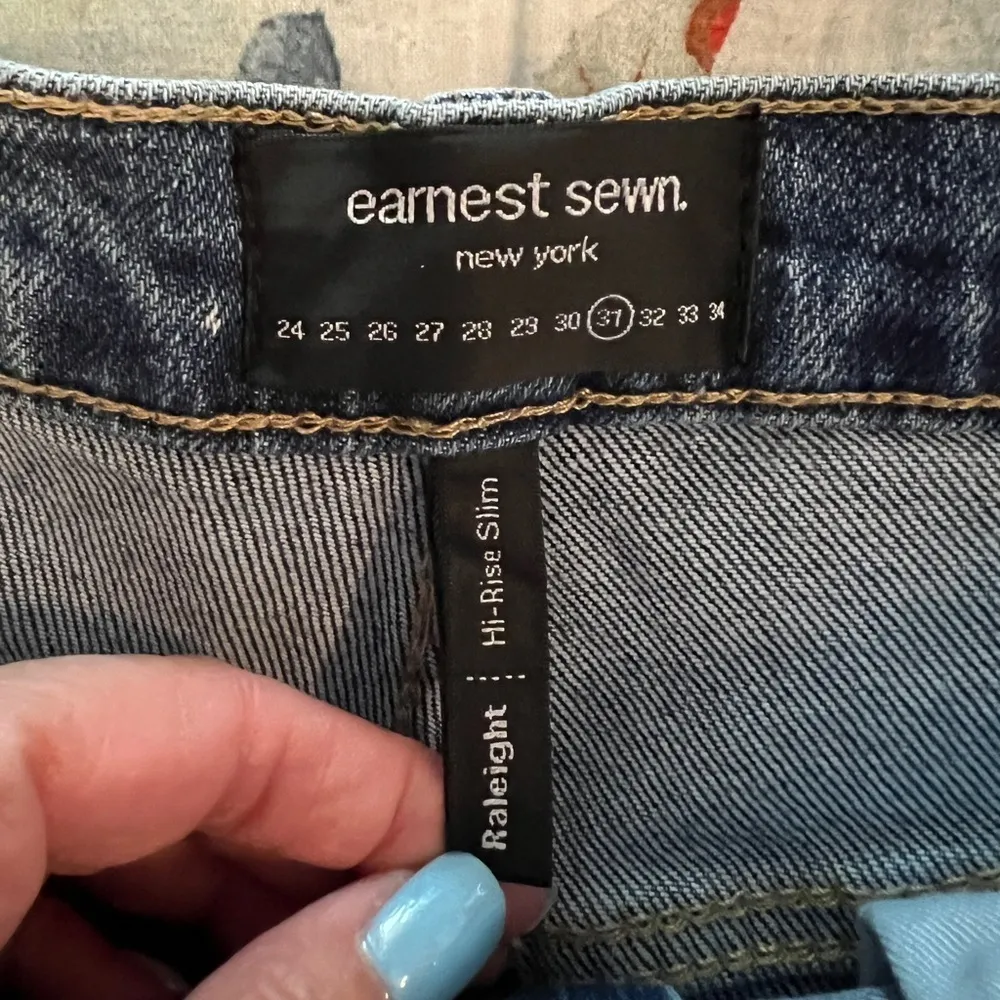 earnest sewn.
new york
24 25 26 27 28 29 30 31 32 33 34
Hi-Rise Slim
Raleight